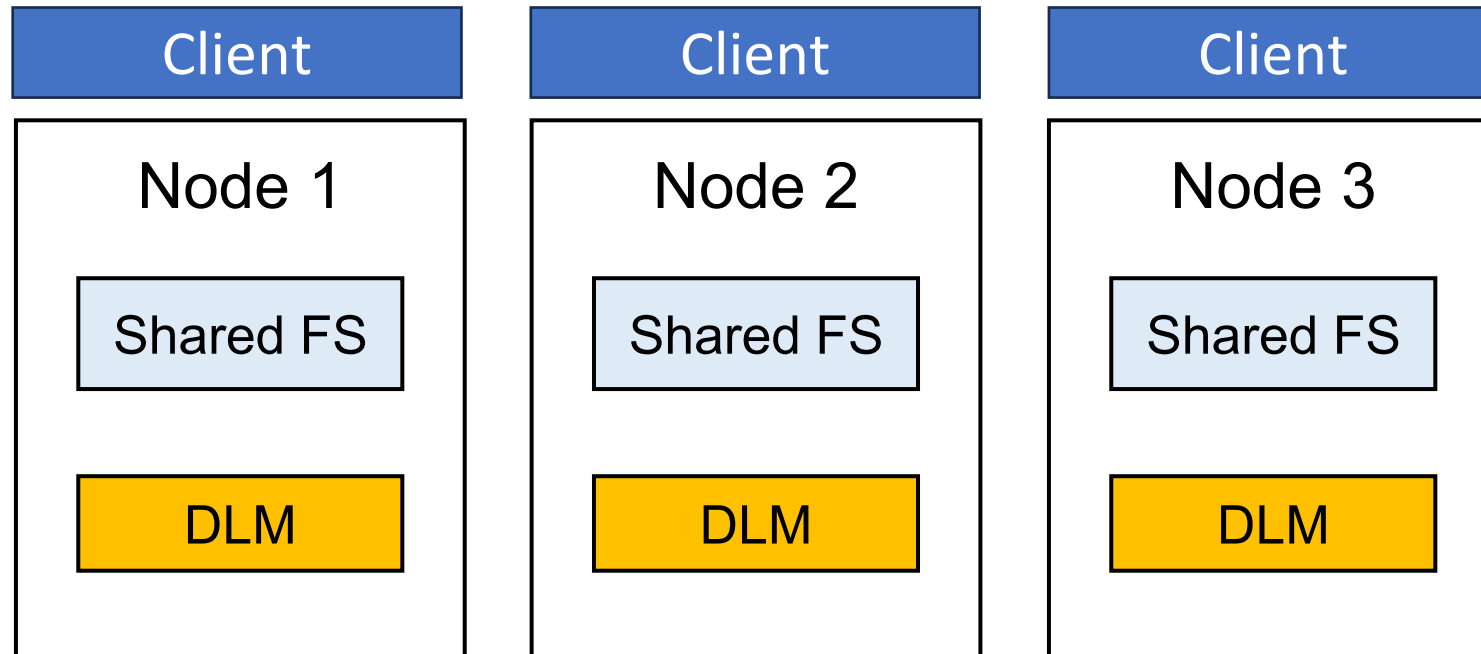 Client
Client
Client
Node 1
Node 2
Node 3
Shared FS
Shared FS
Shared FS
DLM
DLM
DLM